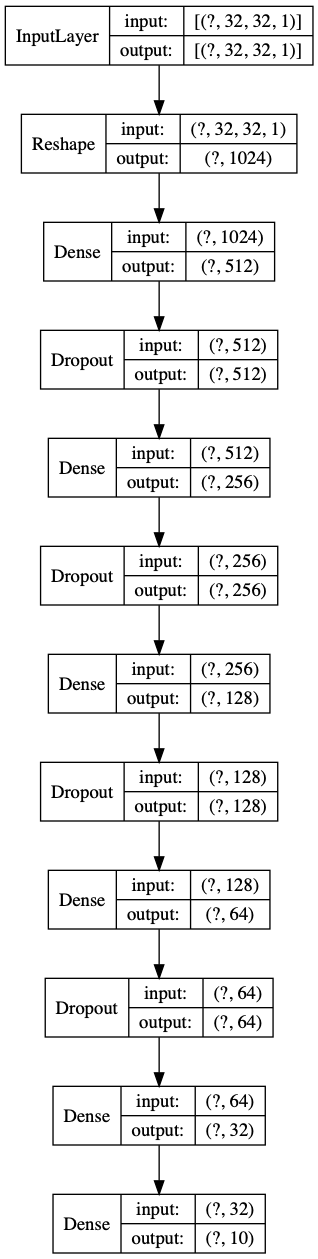 InputLayer input: [(?, 32, 32, 1)]
output: [(?, 32, 32, 1)]
Reshape input: (?, 32, 32, 1)
output: (?, 1024)
Dense input: (?, 1024)
output: (?, 512)
Dropout input: (?, 512)
output: (?, 512)
Dense input: (?, 512)
output: (?, 256)
Dropout input: (?, 256)
output: (?, 256)
Dense input: (?, 256)
output: (?, 128)
Dropout input: (?, 128)
output: (?, 128)
Dense input: (?, 128)
output: (?, 64)
Dropout input: (?, 64)
output: (?, 64)
Dense input: (?, 64)
output: (?, 32)
Dense input: (?, 32)
output: (?, 10)